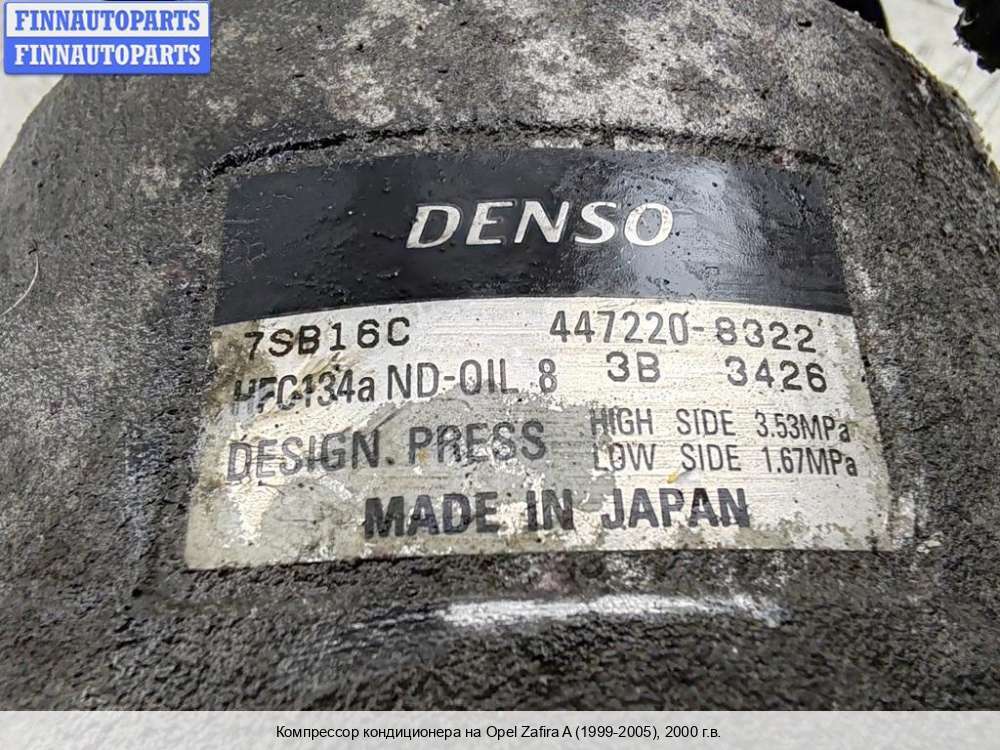 FINNAUTOPARTS
FINNAUTOPARTS
DENSO
7SB16C 447220-8322
HFC134a ND-OIL 8 3B 3426
DESIGN. PRESS HIGH SIDE 3.53MPa
LOW SIDE 1.67MPa
MADE IN JAPAN
Компрессор кондиционера на Opel Zafira A (1999-2005), 2000 г.в.